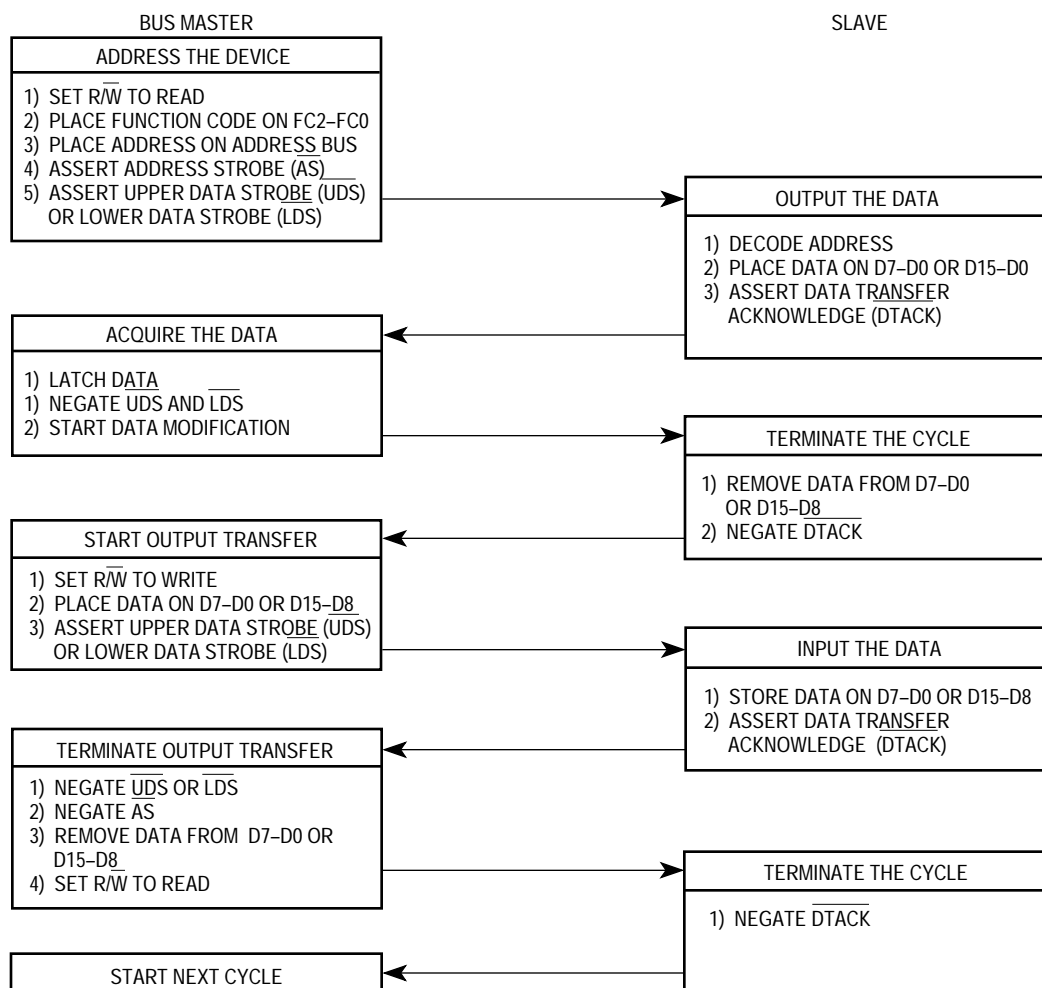 BUS MASTER
SLAVE
ADDRESS THE DEVICE
1) SET R/W̅ TO READ
2) PLACE FUNCTION CODE ON FC2–FC0
3) PLACE ADDRESS ON ADDRESS BUS
4) ASSERT ADDRESS STROBE (AS)
5) ASSERT UPPER DATA STROBE (UDS)
OR LOWER DATA STROBE (LDS)
OUTPUT THE DATA
1) DECODE ADDRESS
2) PLACE DATA ON D7–D0 OR D15–D0
3) ASSERT DATA TRANSFER
ACKNOWLEDGE (DTACK)
ACQUIRE THE DATA
1) LATCH DATA
1) NEGATE UDS AND LDS
2) START DATA MODIFICATION
TERMINATE THE CYCLE
1) REMOVE DATA FROM D7–D0
OR D15–D8
2) NEGATE DTACK
START OUTPUT TRANSFER
1) SET R/W̅ TO WRITE
2) PLACE DATA ON D7–D0 OR D15–D8
3) ASSERT UPPER DATA STROBE (UDS)
OR LOWER DATA STROBE (LDS)
INPUT THE DATA
1) STORE DATA ON D7–D0 OR D15–D8
2) ASSERT DATA TRANSFER
ACKNOWLEDGE (DTACK)
TERMINATE OUTPUT TRANSFER
1) NEGATE UDS OR LDS
2) NEGATE AS
3) REMOVE DATA FROM D7–D0 OR
D15–D8
4) SET R/W̅ TO READ
TERMINATE THE CYCLE
1) NEGATE DTACK
START NEXT CYCLE